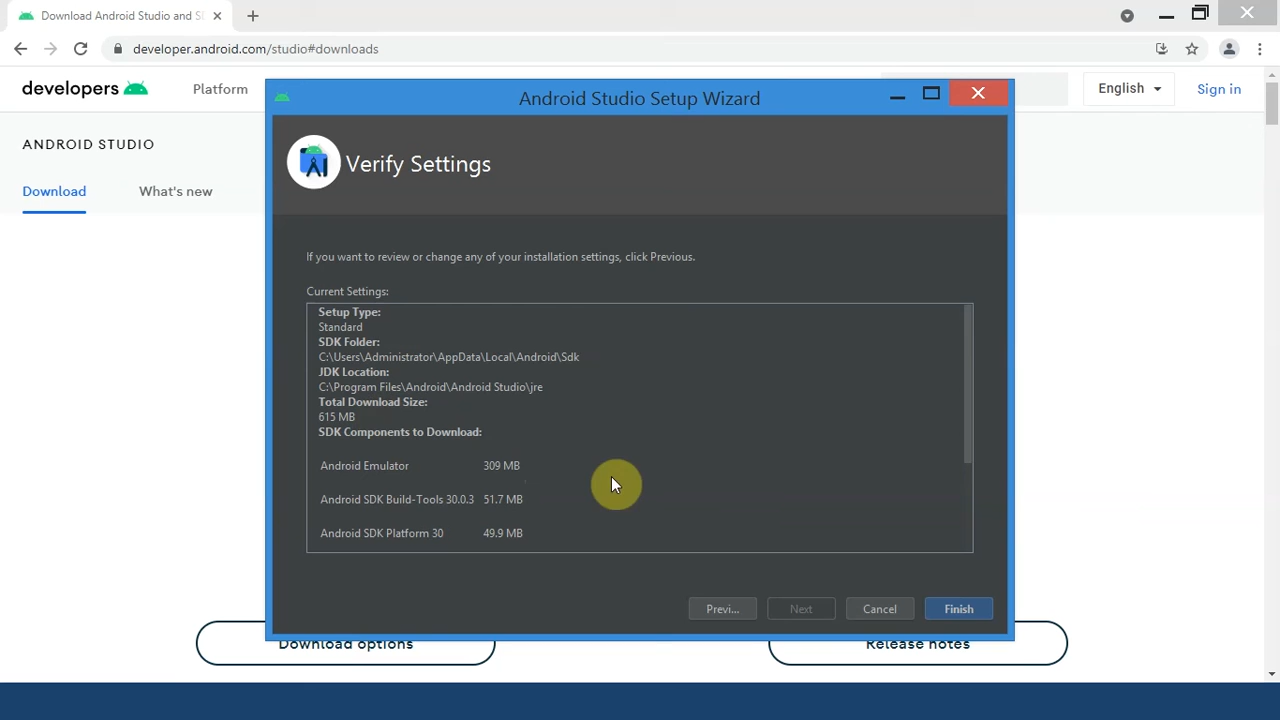 Download Android Studio and S
developer.android.com/studio#downloads
developers
Platform
English
Sign in
ANDROID STUDIO
Download
What's new
Android Studio Setup Wizard
Verify Settings
If you want to review or change any of your installation settings, click Previous.
Current Settings:
Setup Type:
Standard
SDK Folder:
C:\Users\Administrator\AppData\Local\Android\Sdk
JDK Location:
C:\Program Files\Android\Android Studio\jre
Total Download Size:
615 MB
SDK Components to Download:
Android Emulator 309 MB
Android SDK Build-Tools 30.0.3 51.7 MB
Android SDK Platform 30 49.9 MB
Previ... Next Cancel Finish
Download options
Release notes